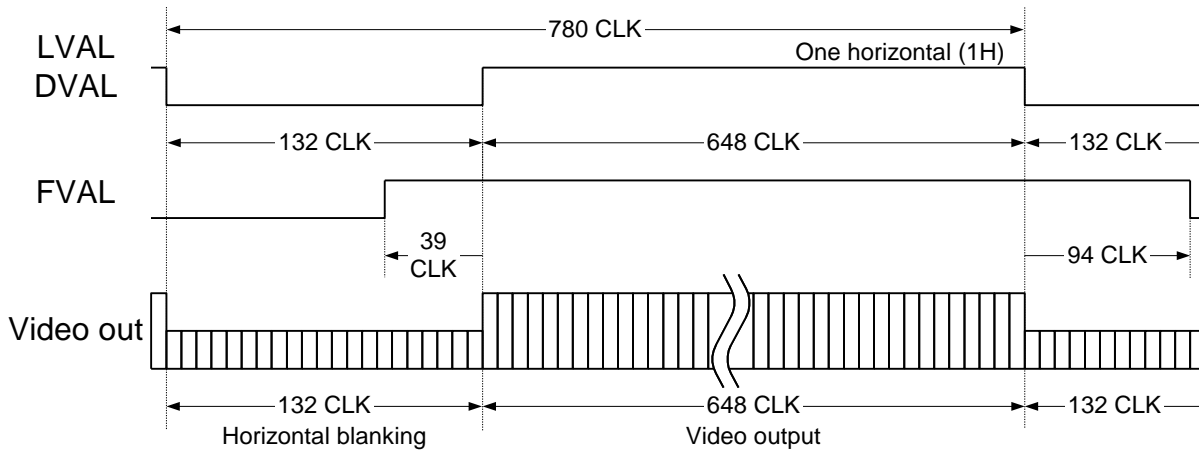 780 CLK
LVAL
One horizontal (1H)
DVAL
132 CLK
648 CLK
132 CLK
FVAL
39
CLK
94 CLK
Video out
132 CLK
648 CLK
132 CLK
Horizontal blanking
Video output